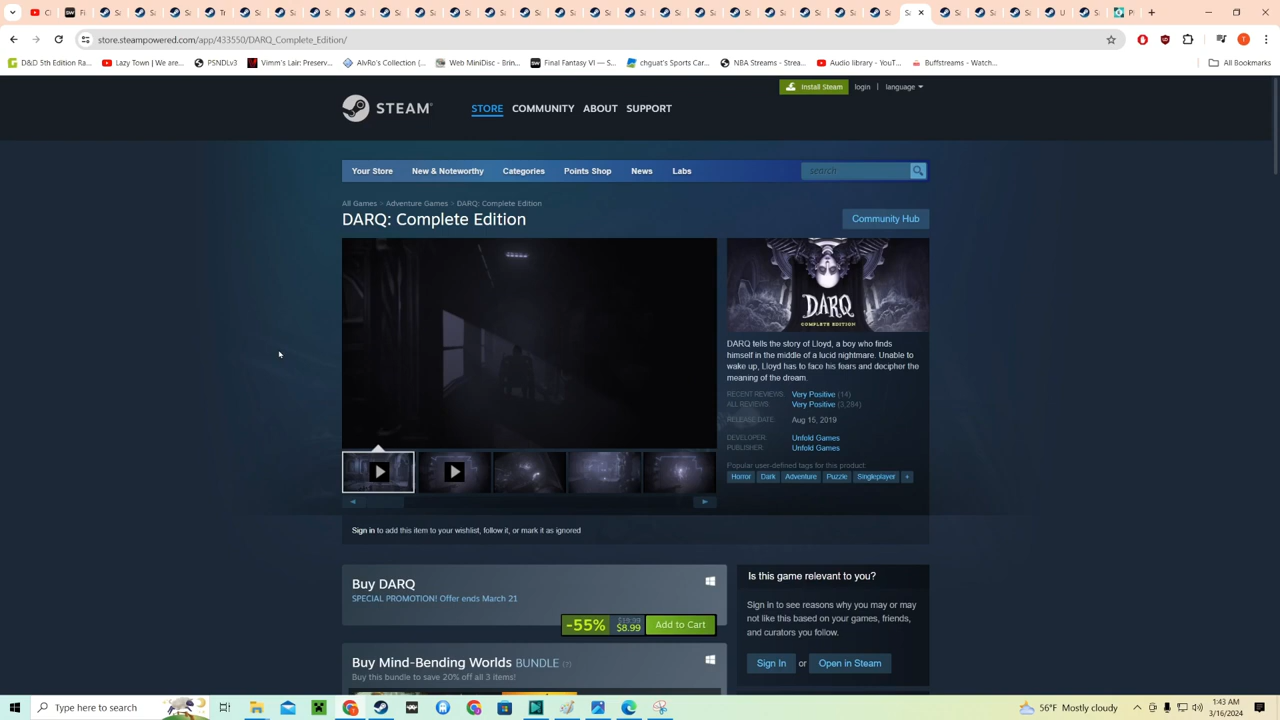 store.steampowered.com/app/433550/DARQ_Complete_Edition/
D&D 5th Edition Ra...
Lazy Town | We are...
PSNDLv3
Vimm's Lair: Preserv...
AlvRo's Collection (...
Web MiniDisc - Brin...
Final Fantasy VI — S...
chguat's Sports Car...
NBA Streams - Strea...
Audio library - YouT...
Buffstreams - Watch...
All Bookmarks
Install Steam
login | language
STEAM
STORE COMMUNITY ABOUT SUPPORT
Your Store New & Noteworthy Categories Points Shop News Labs
search
All Games > Adventure Games > DARQ: Complete Edition
DARQ: Complete Edition
Community Hub
DARQ
COMPLETE EDITION
DARQ tells the story of Lloyd, a boy who finds
himself in the middle of a lucid nightmare. Unable to
wake up, Lloyd has to face his fears and decipher the
meaning of the dream.
RECENT REVIEWS: Very Positive (14)
ALL REVIEWS: Very Positive (3,284)
RELEASE DATE: Aug 15, 2019
DEVELOPER: Unfold Games
PUBLISHER: Unfold Games
Popular user-defined tags for this product:
Horror Dark Adventure Puzzle Singleplayer +
Sign in to add this item to your wishlist, follow it, or mark it as ignored
Buy DARQ
SPECIAL PROMOTION! Offer ends March 21
-55% $19.99 $8.99 Add to Cart
Is this game relevant to you?
Sign in to see reasons why you may or may
not like this based on your games, friends,
and curators you follow.
Sign In or Open in Steam
Buy Mind-Bending Worlds BUNDLE (?)
Buy this bundle to save 20% off all 3 items!
Type here to search
56°F Mostly cloudy
1:43 AM
3/16/2024